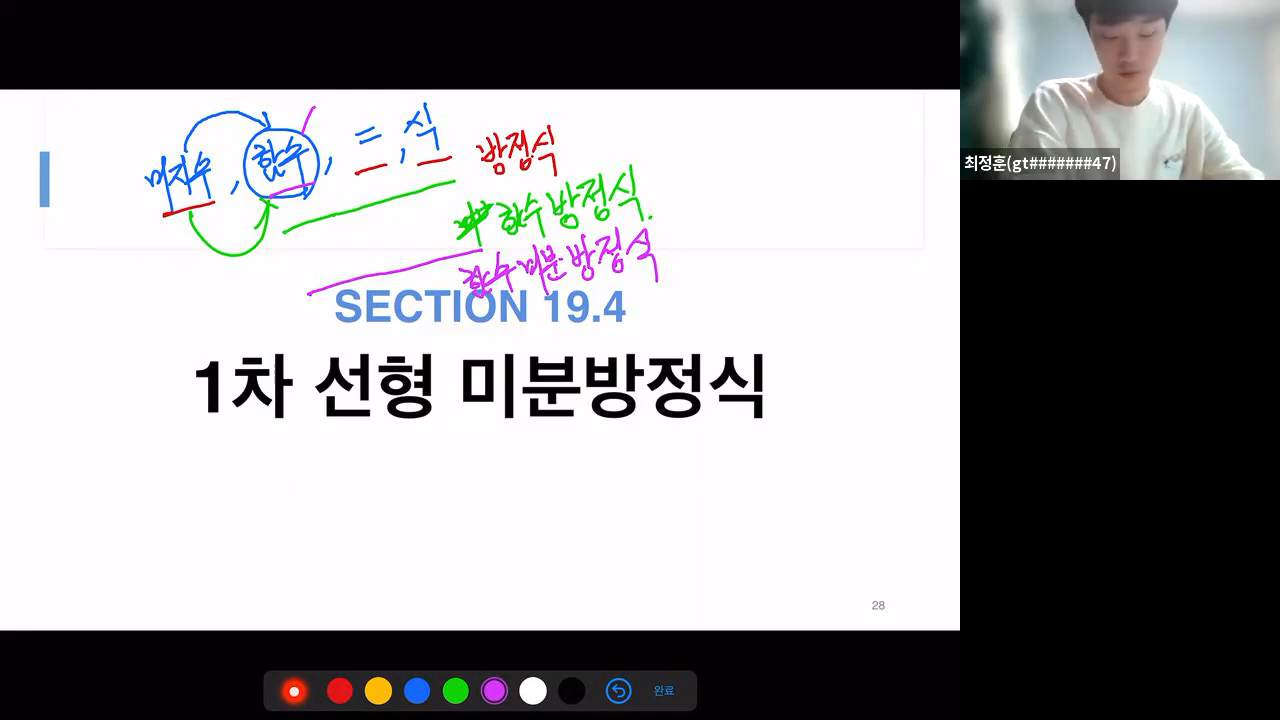 미지수, 함수, =, 식 방정식
함수방정식.
함수미분방정식
SECTION 19.4
1차 선형 미분방정식
28
최정훈(gt#######47)
완료